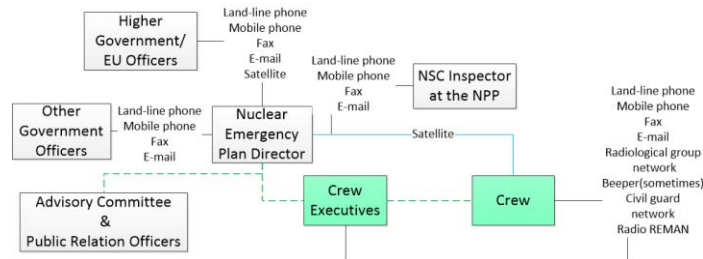 Higher
Government/
EU Officers
Land-line phone
Mobile phone
Fax
E-mail
Satellite
Land-line phone
Mobile phone
Fax
E-mail
NSC Inspector
at the NPP
Other
Government
Officers
Land-line phone
Mobile phone
Fax
E-mail
Nuclear
Emergency
Plan Director
Satellite
Land-line phone
Mobile phone
Fax
E-mail
Radiological group
network
Beeper(sometimes)
Civil guard
network
Radio REMAN
Advisory Committee
&
Public Relation Officers
Crew
Executives
Crew